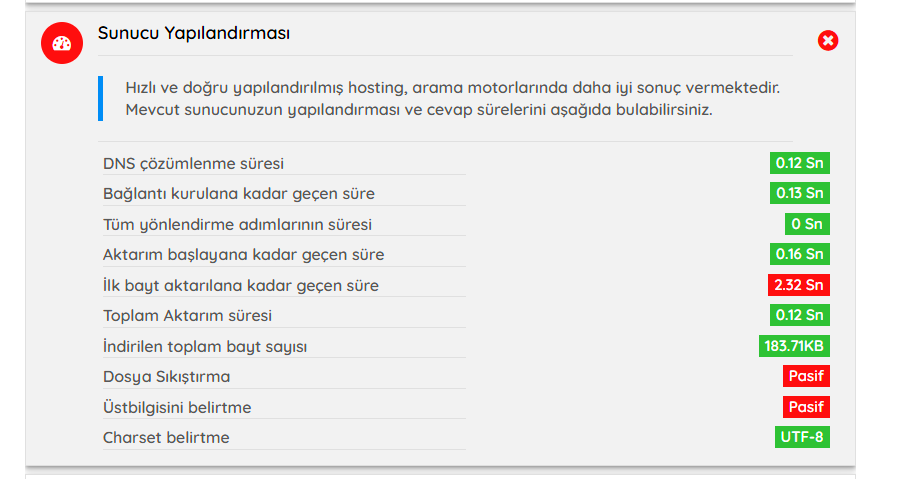 Sunucu Yapılandırması
Hızlı ve doğru yapılandırılmış hosting, arama motorlarında daha iyi sonuç vermektedir.
Mevcut sunucunuzun yapılandırması ve cevap sürelerini aşağıda bulabilirsiniz.
DNS çözümlenme süresi 0.12 Sn
Bağlantı kurulana kadar geçen süre 0.13 Sn
Tüm yönlendirme adımlarının süresi 0 Sn
Aktarım başlayana kadar geçen süre 0.16 Sn
İlk bayt aktarılana kadar geçen süre 2.32 Sn
Toplam Aktarım süresi 0.12 Sn
İndirilen toplam bayt sayısı 183.71KB
Dosya Sıkıştırma Pasif
Üstbilgisini belirtme Pasif
Charset belirtme UTF-8